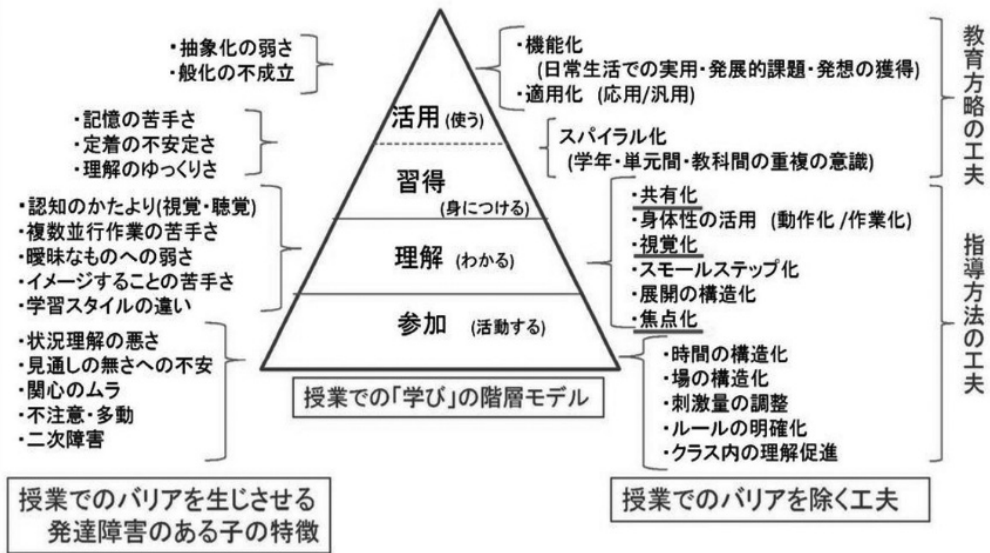 ・抽象化の弱さ
・般化の不成立
・記憶の苦手さ
・定着の不安定さ
・理解のゆっくりさ
・認知のかたより(視覚・聴覚)
・複数並行作業の苦手さ
・曖昧なものへの弱さ
・イメージすることの苦手さ
・学習スタイルの違い
・状況理解の悪さ
・見通しの無さへの不安
・関心のムラ
・不注意・多動
・二次障害
授業でのバリアを生じさせる
発達障害のある子の特徴
活用(使う)
習得
(身につける)
理解 (わかる)
参加 (活動する)
授業での「学び」の階層モデル
・機能化
(日常生活での実用・発展的課題・発想の獲得)
・適用化 (応用/汎用)
スパイラル化
(学年・単元間・教科間の重複の意識)
・共有化
・身体性の活用 (動作化/作業化)
・視覚化
・スモールステップ化
・展開の構造化
・焦点化
・時間の構造化
・場の構造化
・刺激量の調整
・ルールの明確化
・クラス内の理解促進
授業でのバリアを除く工夫
教育方略の工夫
指導方法の工夫